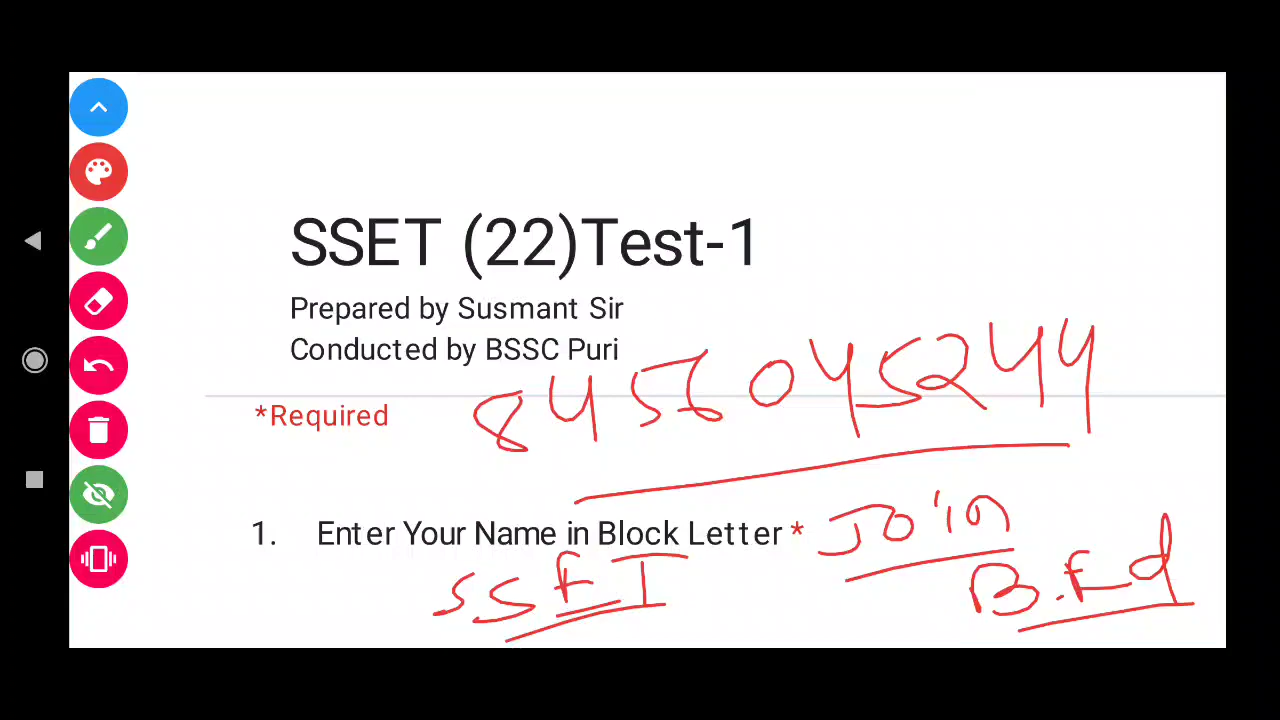 SSET (22)Test-1
Prepared by Susmant Sir
Conducted by BSSC Puri
8456045244
*Required
1. Enter Your Name in Block Letter *
Join
SSET
B.Ed